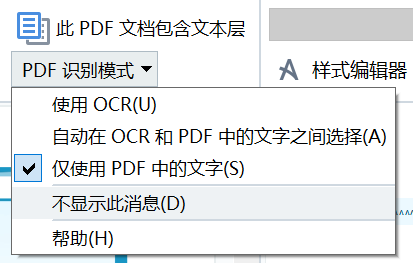 此 PDF 文档包含文本层
PDF 识别模式
样式编辑器
使用 OCR(U)
自动在 OCR 和 PDF 中的文字之间选择(A)
仅使用 PDF 中的文字(S)
不显示此消息(D)
帮助(H)